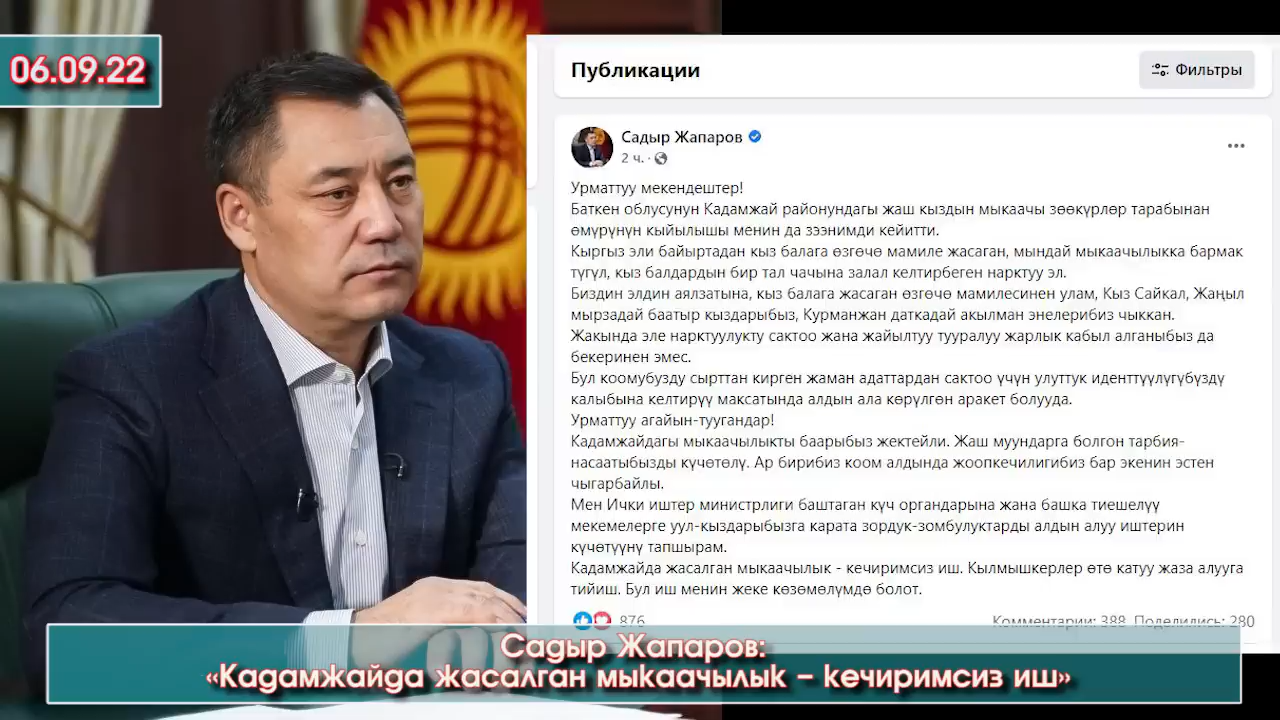 06.09.22
Публикации
Фильтры
Садыр Жапаров
2 ч.
Урматтуу мекендештер!
Баткен облусунун Кадамжай районундагы жаш кыздын мыкаачы зөөкүрлөр тарабынан
өмүрүнүн кыйылышы менин да зээнимди кейитти.
Кыргыз эли байыртадан кыз балага өзгөчө мамиле жасаган, мындай мыкаачылыкка бармак
түгүл, кыз балдардын бир тал чачына залал келтирбеген нарктуу эл.
Биздин элдин аялзатына, кыз балага жасаган өзгөчө мамилесинен улам, Кыз Сайкал, Жаңыл
мырзадай баатыр кыздарыбыз, Курманжан даткадай акылман энелерибиз чыккан.
Жакында эле нарктуулукту сактоо жана жайылтуу тууралуу жарлык кабыл алганыбыз да
бекеринен эмес.
Бул коомубузду сырттан кирген жаман адаттардан сактоо үчүн улуттук иденттүүлүгүбүздү
калыбына келтирүү максатында алдын ала көрүлгөн аракет болууда.
Урматтуу агайын-туугандар!
Кадамжайдагы мыкаачылыкты баарыбыз жектейли. Жаш муундарга болгон тарбия-
насаатыбызды күчөтөлү. Ар бирибиз коом алдында жоопкечилигибиз бар экенин эстен
чыгарбайлы.
Мен Ички иштер министрлиги баштаган күч органдарына жана башка тиешелүү
мекемелерге уул-кыздарыбызга карата зордук-зомбулуктарды алдын алуу иштерин
күчөтүүнү тапшырам.
Кадамжайда жасалган мыкаачылык - кечиримсиз иш. Кылмышкерлер өтө катуу жаза алууга
тийиш. Бул иш менин жеке көзөмөлүмдө болот.
876
Комментарии: 388 Поделились: 280
Садыр Жапаров:
«Кадамжайда жасалган мыкаачылык – кечиримсиз иш»